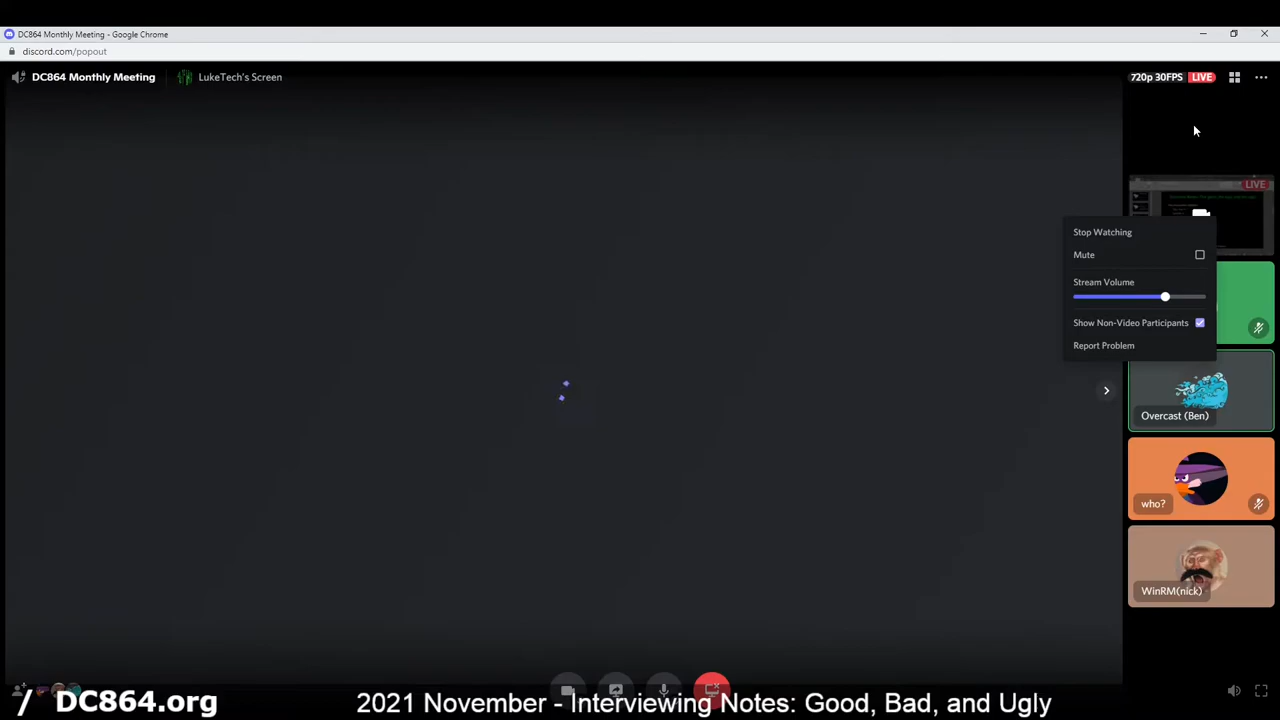 DC864 Monthly Meeting - Google Chrome
discord.com/popout
DC864 Monthly Meeting
LukeTech's Screen
720p 30FPS LIVE
LIVE
Stop Watching
Mute
Stream Volume
Show Non-Video Participants
Report Problem
Overcast (Ben)
who?
WinRM(nick)
/ DC864.org
2021 November - Interviewing Notes: Good, Bad, and Ugly